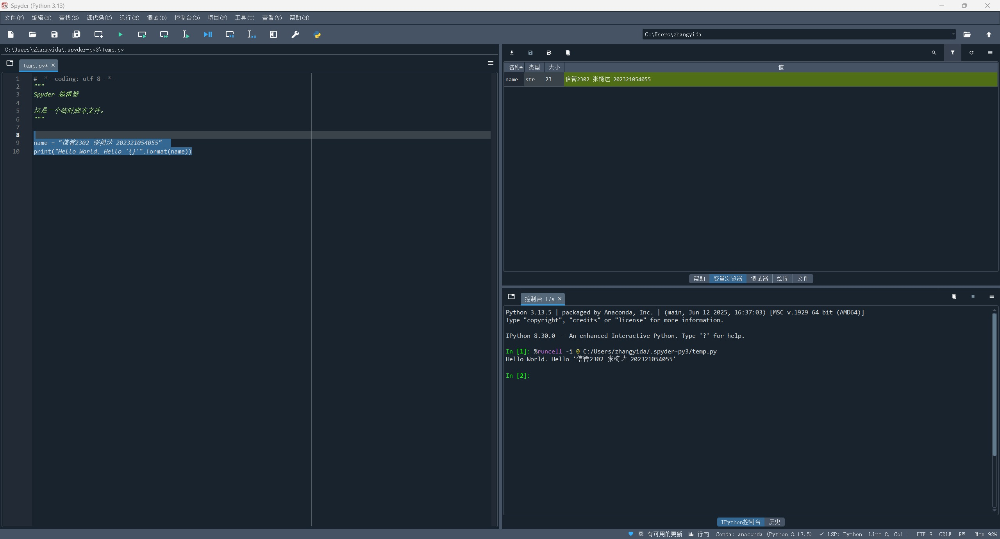 Spyder (Python 3.13)
文件(F) 编辑(E) 查找(S) 源代码(C) 运行(R) 调试(D) 控制台(O) 项目(P) 工具(T) 查看(V) 帮助(H)
C:\Users\zhangyida
C:\Users\zhangyida\.spyder-py3\temp.py
temp.py*
1 # -*- coding: utf-8 -*-
2 """
3 Spyder 编辑器
4
5 这是一个临时脚本文件。
6 """
7
8
9 name = "信管2302 张椅达 202321054055"
10 print("Hello World. Hello '{}'".format(name))
名称 类型 大小 值
name str 23 信管2302 张椅达 202321054055
帮助 变量浏览器 调试器 绘图 文件
控制台 1/A
Python 3.13.5 | packaged by Anaconda, Inc. | (main, Jun 12 2025, 16:37:03) [MSC v.1929 64 bit (AMD64)]
Type "copyright", "credits" or "license" for more information.
IPython 8.30.0 -- An enhanced Interactive Python. Type '?' for help.
In [1]: %runcell -i 0 C:/Users/zhangyida/.spyder-py3/temp.py
Hello World. Hello '信管2302 张椅达 202321054055'
In [2]:
IPython控制台 历史
有可用的更新 行内 Conda: anaconda (Python 3.13.5) ✓ LSP: Python Line 8, Col 1 UTF-8 CRLF RW Mem 92%